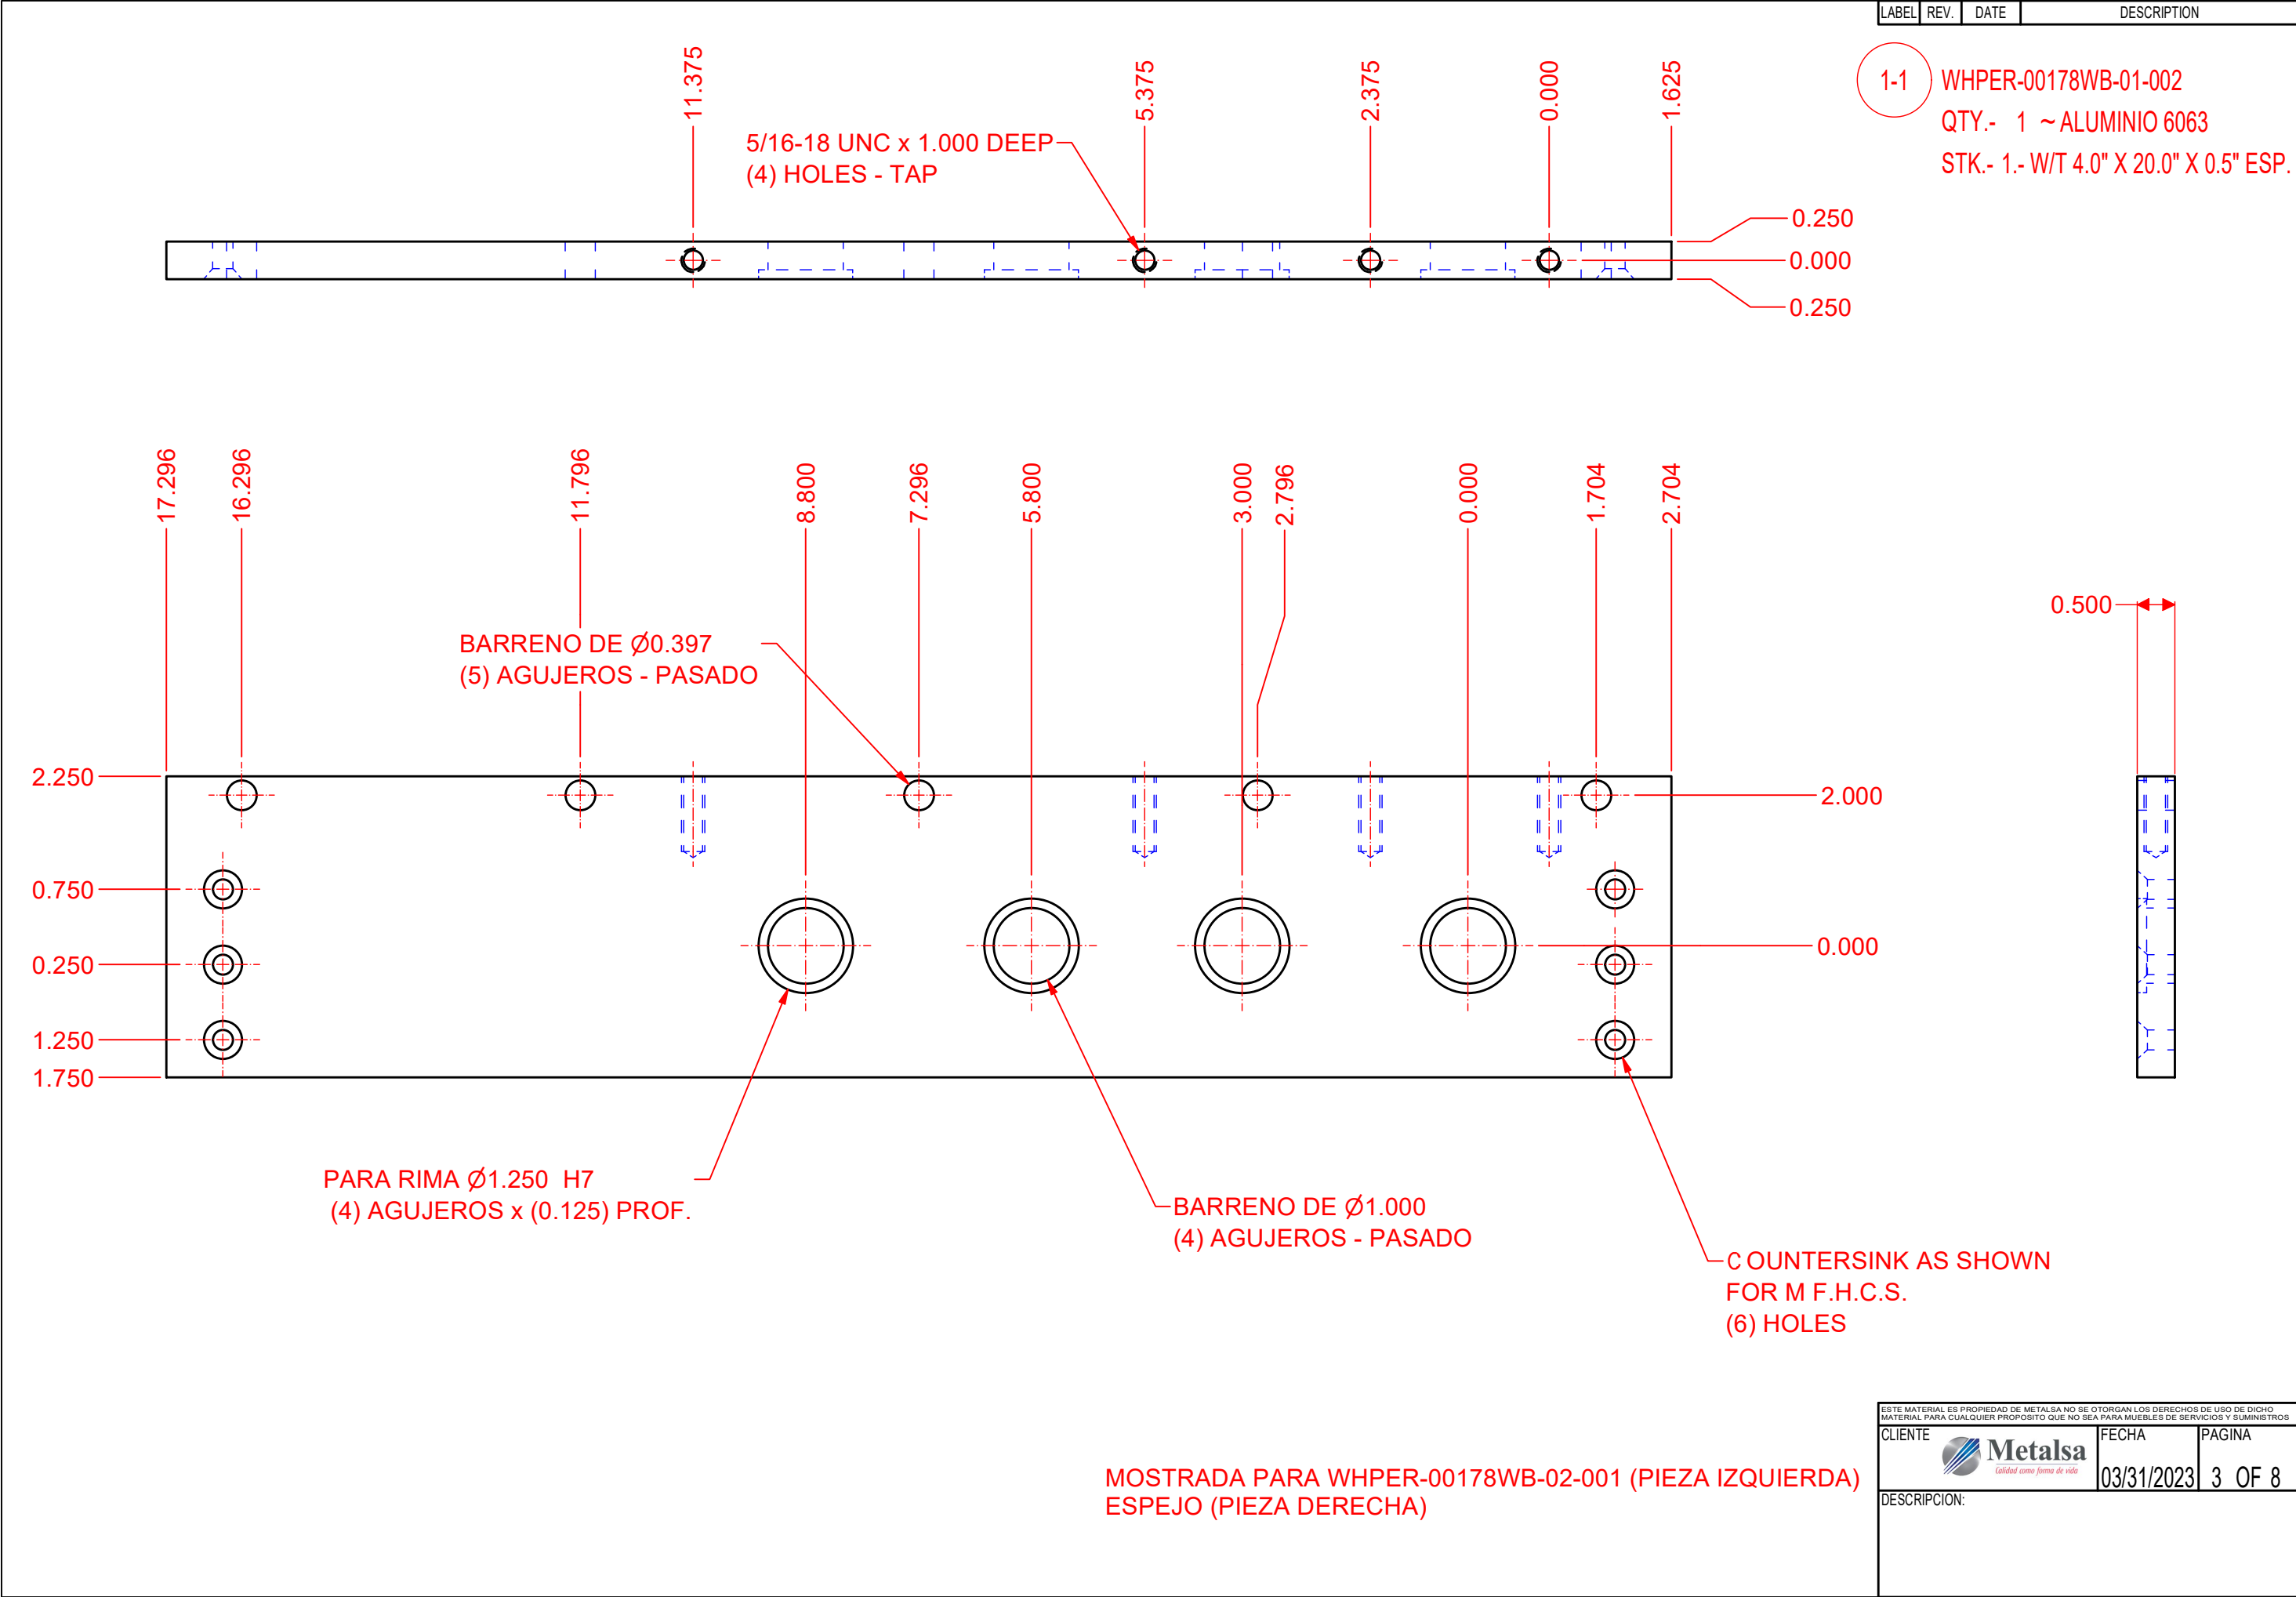 LABEL REV. DATE DESCRIPTION
1-1 WHPER-00178WB-01-002
QTY.- 1 ~ ALUMINIO 6063
STK.- 1.- W/T 4.0" X 20.0" X 0.5" ESP.
11.375 5.375 2.375 0.000 1.625
5/16-18 UNC x 1.000 DEEP
(4) HOLES - TAP
0.250
0.000
0.250
17.296 16.296 11.796 8.800 7.296 5.800 3.000 2.796 0.000 1.704 2.704
0.500
BARRENO DE Ø0.397
(5) AGUJEROS - PASADO
2.250
2.000
0.750
0.000
0.250
1.250
1.750
PARA RIMA Ø1.250 H7
(4) AGUJEROS x (0.125) PROF.
BARRENO DE Ø1.000
(4) AGUJEROS - PASADO
C OUNTERSINK AS SHOWN
FOR M F.H.C.S.
(6) HOLES
MOSTRADA PARA WHPER-00178WB-02-001 (PIEZA IZQUIERDA)
ESPEJO (PIEZA DERECHA)
ESTE MATERIAL ES PROPIEDAD DE METALSA NO SE OTORGAN LOS DERECHOS DE USO DE DICHO
MATERIAL PARA CUALQUIER PROPOSITO QUE NO SEA PARA MUEBLES DE SERVICIOS Y SUMINISTROS
CLIENTE FECHA PAGINA
Metalsa
Calidad como forma de vida
03/31/2023 3 OF 8
DESCRIPCION: